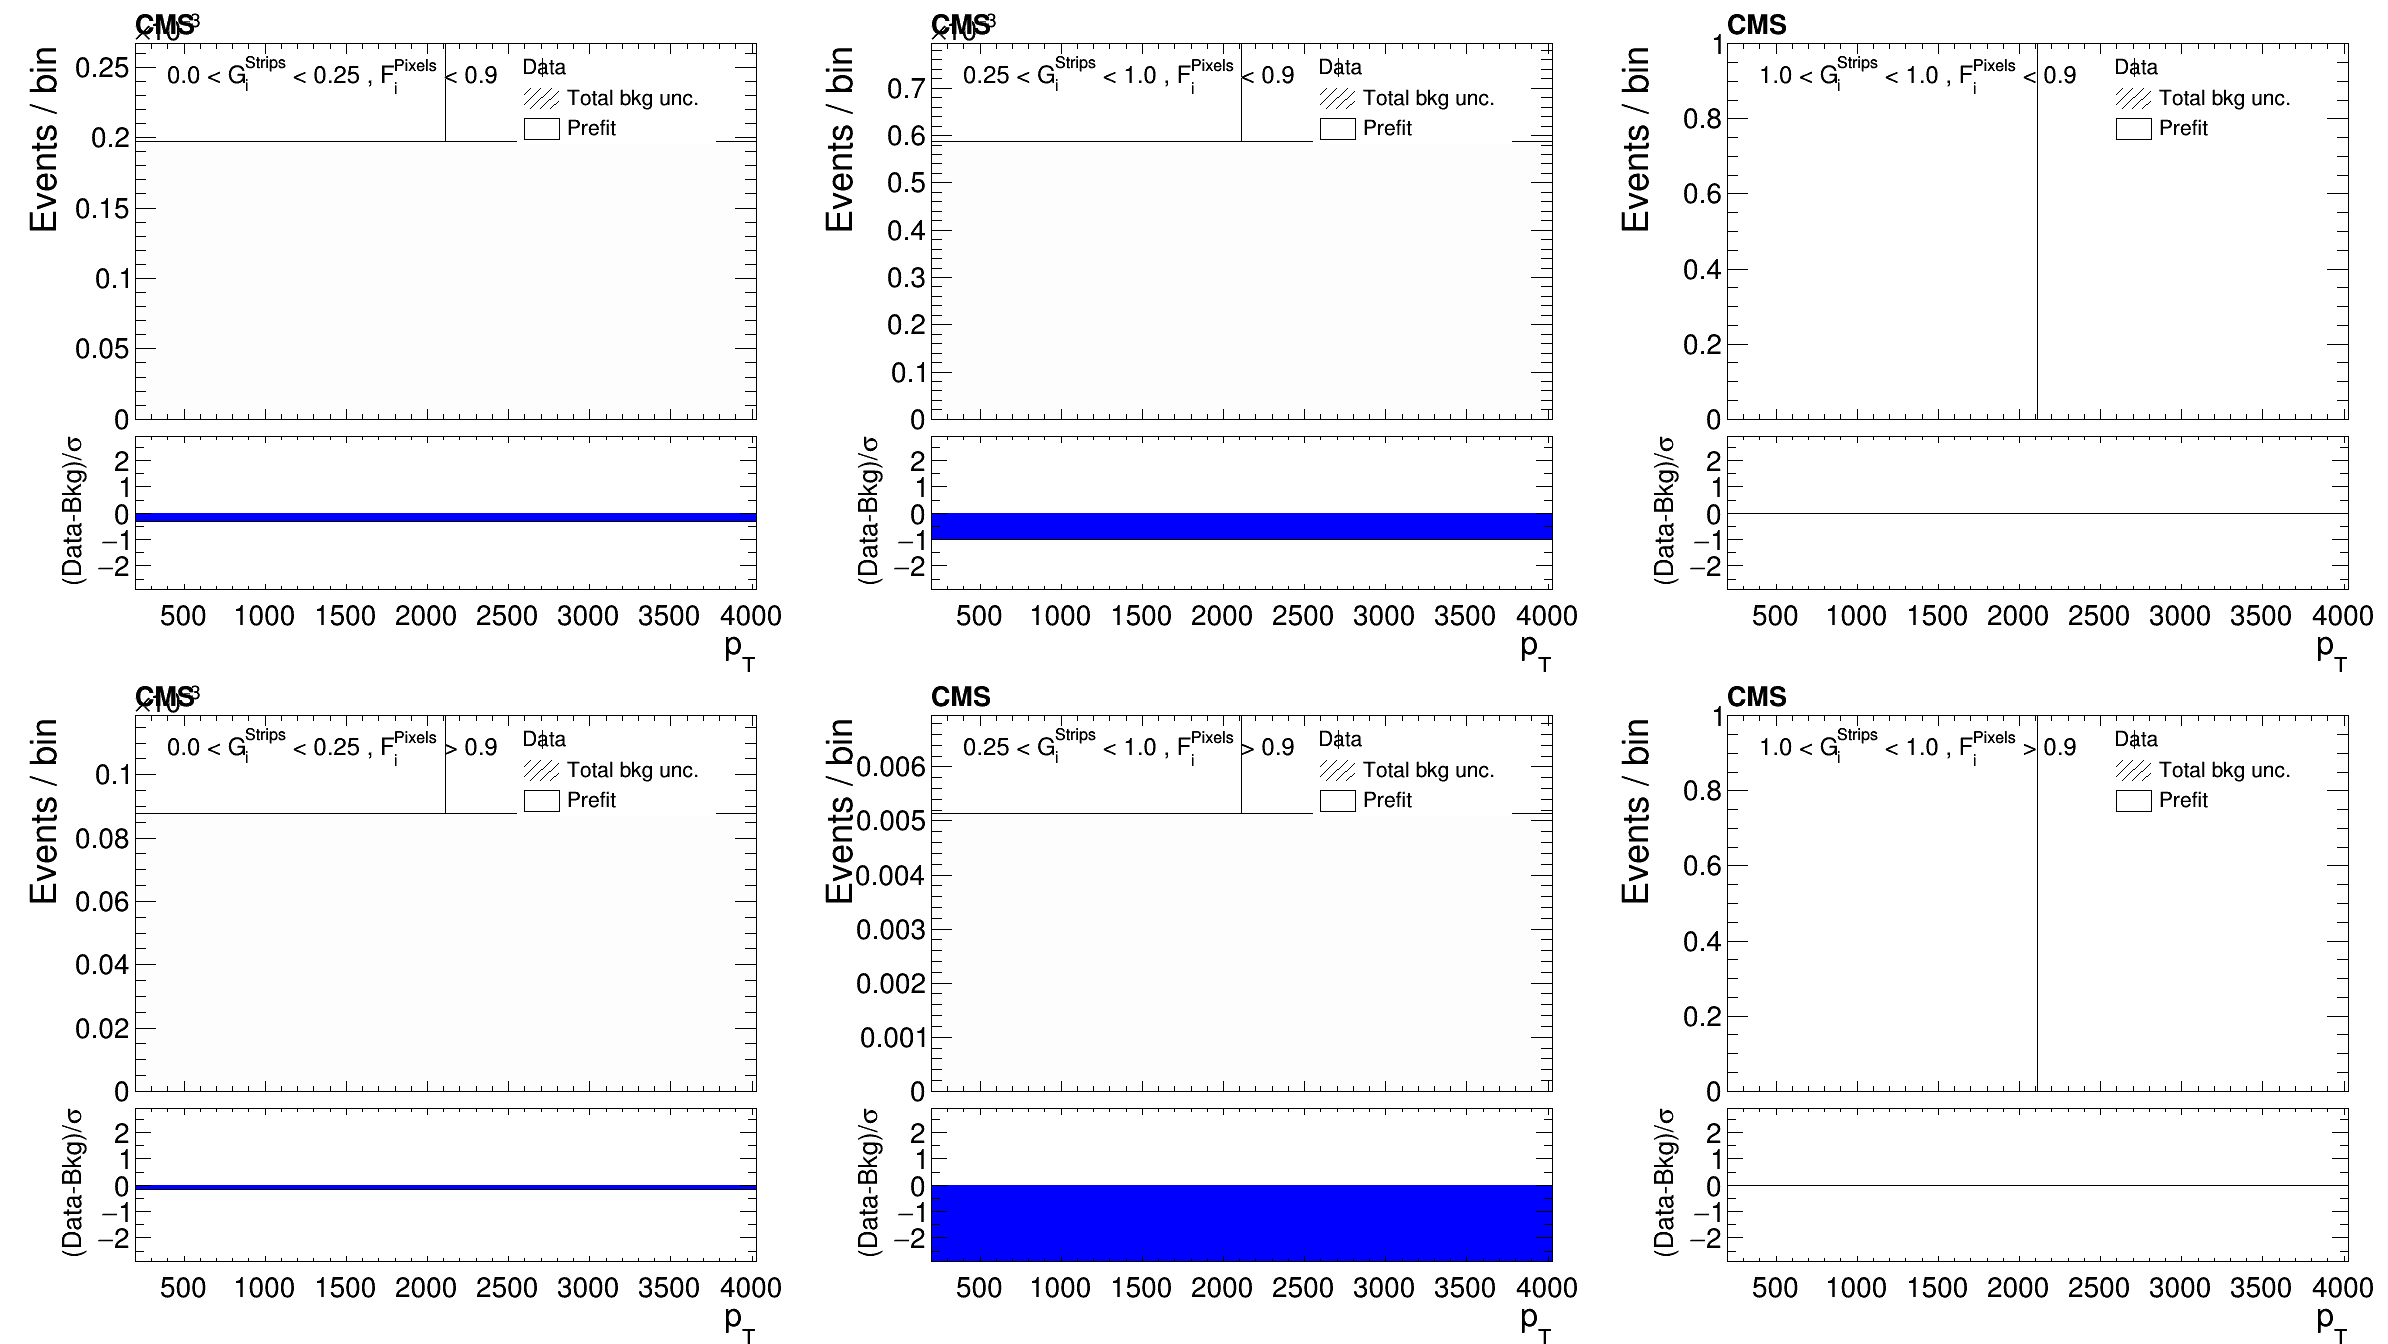 CMS ×10⁻³
Events / bin
0.0 < G_i^Strips < 0.25 , F_i^Pixels < 0.9
Data
Total bkg unc.
Prefit
0.25
0.2
0.15
0.1
0.05
0
(Data-Bkg)/σ
2
1
0
−1
−2
500 1000 1500 2000 2500 3000 3500 4000
p_T
CMS ×10⁻³
Events / bin
0.25 < G_i^Strips < 1.0 , F_i^Pixels < 0.9
Data
Total bkg unc.
Prefit
0.7
0.6
0.5
0.4
0.3
0.2
0.1
0
(Data-Bkg)/σ
2
1
0
−1
−2
500 1000 1500 2000 2500 3000 3500 4000
p_T
CMS
Events / bin
1.0 < G_i^Strips < 1.0 , F_i^Pixels < 0.9
Data
Total bkg unc.
Prefit
1
0.8
0.6
0.4
0.2
0
(Data-Bkg)/σ
2
1
0
−1
−2
500 1000 1500 2000 2500 3000 3500 4000
p_T
CMS ×10⁻³
Events / bin
0.0 < G_i^Strips < 0.25 , F_i^Pixels > 0.9
Data
Total bkg unc.
Prefit
0.1
0.08
0.06
0.04
0.02
0
(Data-Bkg)/σ
2
1
0
−1
−2
500 1000 1500 2000 2500 3000 3500 4000
p_T
CMS
Events / bin
0.25 < G_i^Strips < 1.0 , F_i^Pixels > 0.9
Data
Total bkg unc.
Prefit
0.006
0.005
0.004
0.003
0.002
0.001
0
(Data-Bkg)/σ
2
1
0
−1
−2
500 1000 1500 2000 2500 3000 3500 4000
p_T
CMS
Events / bin
1.0 < G_i^Strips < 1.0 , F_i^Pixels > 0.9
Data
Total bkg unc.
Prefit
1
0.8
0.6
0.4
0.2
0
(Data-Bkg)/σ
2
1
0
−1
−2
500 1000 1500 2000 2500 3000 3500 4000
p_T